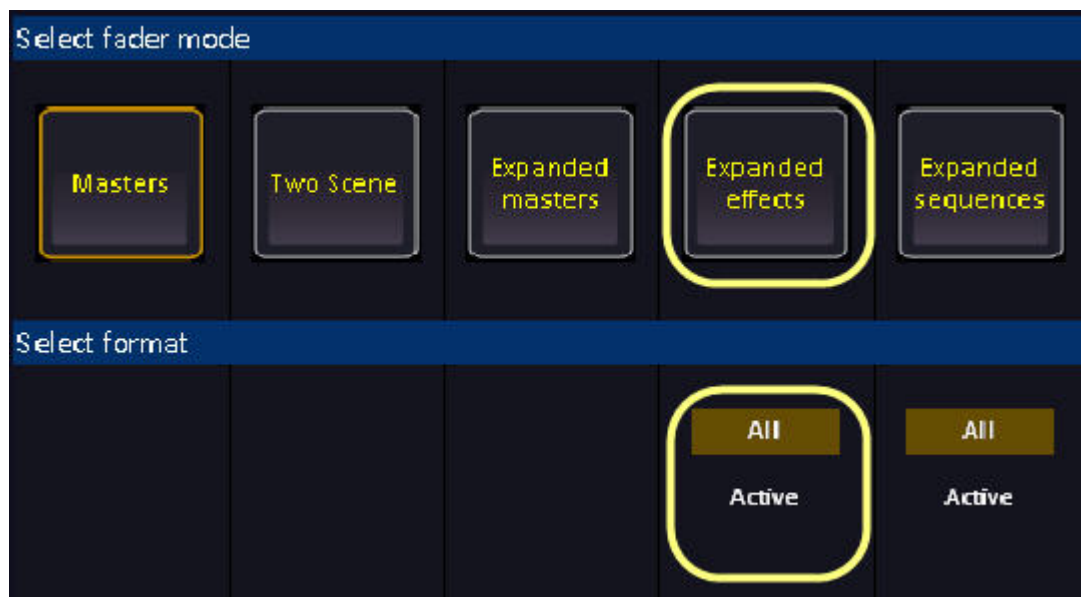 Select fader mode
Masters
Two Scene
Expanded
masters
Expanded
effects
Expanded
sequences
Select format
All
All
Active
Active